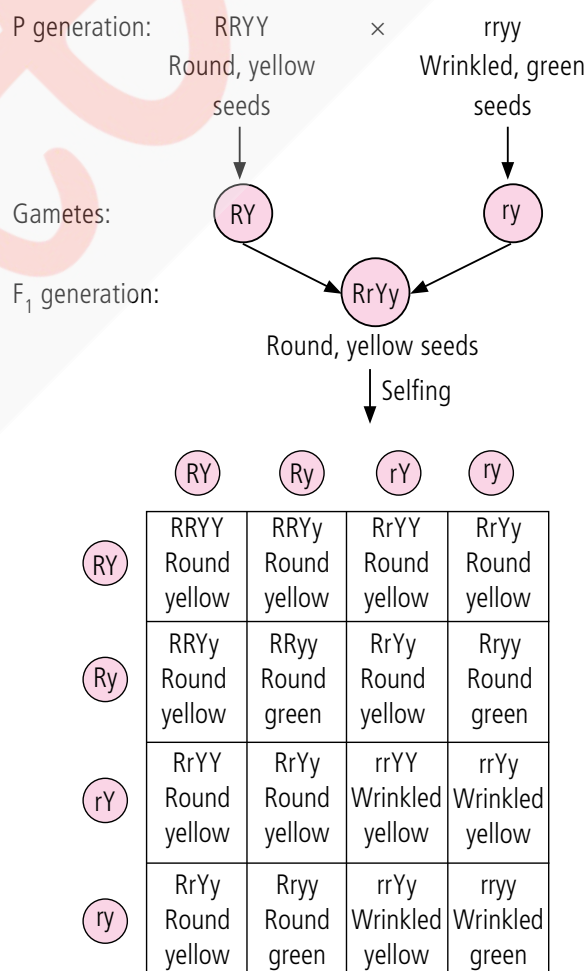 P generation: RRYY × rryy
Round, yellow Wrinkled, green
seeds seeds
Gametes: RY ry
F1 generation: RrYy
Round, yellow seeds
Selfing
RY Ry rY ry
RY RRYY RRYy RrYY RrYy
Round Round Round Round
yellow yellow yellow yellow
Ry RRYy RRyy RrYy Rryy
Round Round Round Round
yellow green yellow green
rY RrYY RrYy rrYY rrYy
Round Round Wrinkled Wrinkled
yellow yellow yellow yellow
ry RrYy Rryy rrYy rryy
Round Round Wrinkled Wrinkled
yellow green yellow green